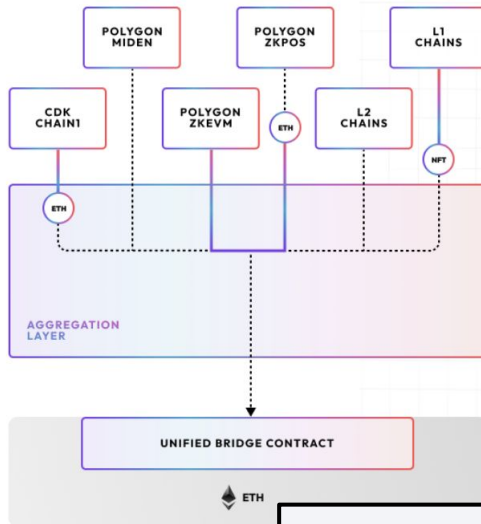 POLYGON
MIDEN
POLYGON
ZKPOS
L1
CHAINS
CDK
CHAIN1
POLYGON
ZKEVM
ETH
L2
CHAINS
NFT
ETH
AGGREGATION
LAYER
UNIFIED BRIDGE CONTRACT
ETH